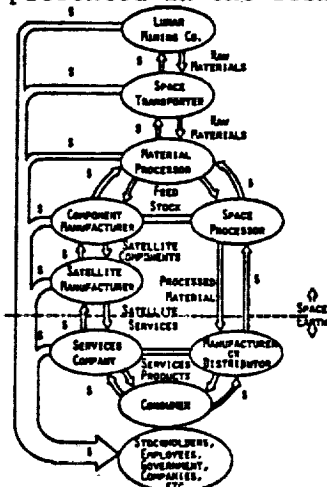 $
LUNAR
MINING CO.
$
RAW
MATERIALS
$
SPACE
TRANSPORTER
$
RAW
MATERIALS
$
MATERIAL
PROCESSOR
$
FEED
STOCK
$
$
COMPONENT
MANUFACTURER
SPACE
PROCESSOR
$
SATELLITE
COMPONENTS
$
SATELLITE
MANUFACTURER
PROCESSED
MATERIAL
$
$
SATELLITE
SERVICES
SPACE
EARTH
$
SERVICES
COMPANY
MANUFACTURER
OR
DISTRIBUTOR
SERVICES
PRODUCTS
$
$
CONSUMER
$
STOCKHOLDERS,
EMPLOYEES,
GOVERNMENT,
COMPANIES,
ETC.